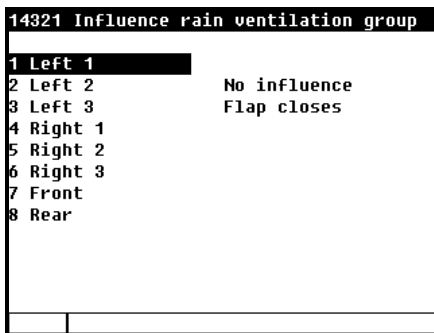 14321 Influence rain ventilation group
1 Left 1
2 Left 2 No influence
3 Left 3 Flap closes
4 Right 1
5 Right 2
6 Right 3
7 Front
8 Rear